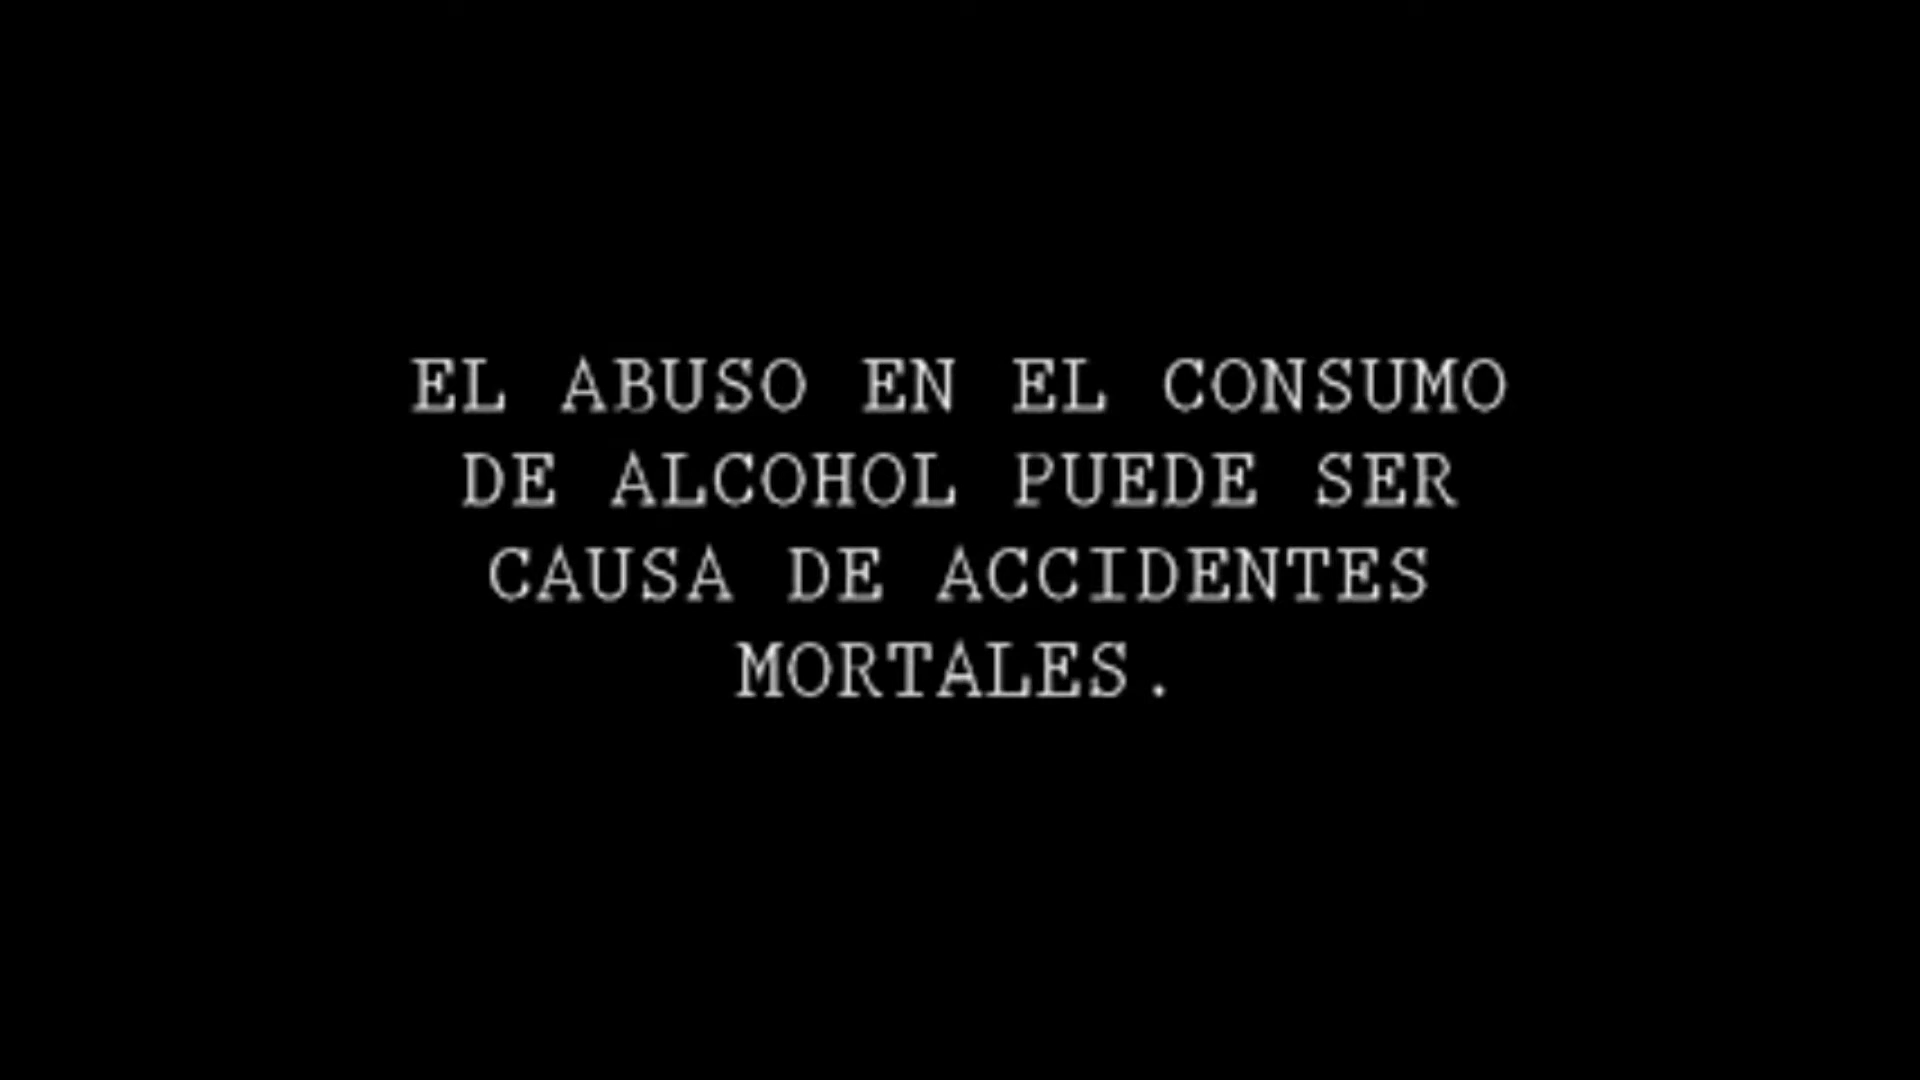 EL ABUSO EN EL CONSUMO
DE ALCOHOL PUEDE SER
CAUSA DE ACCIDENTES
MORTALES.